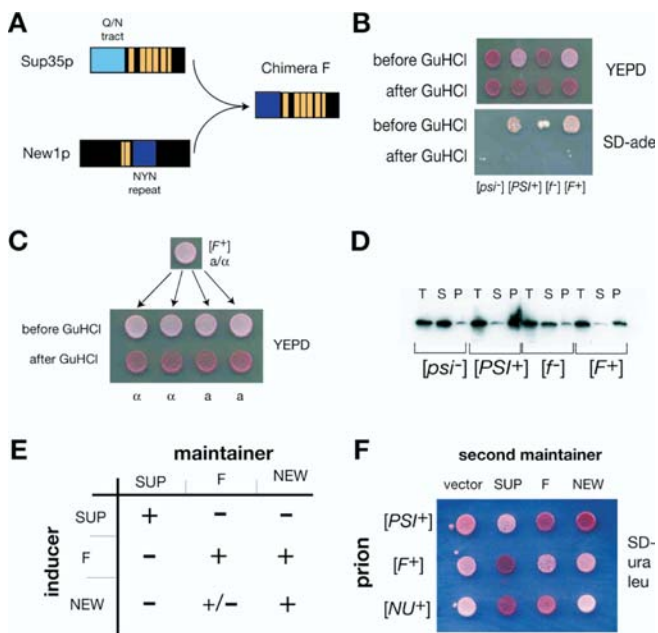 A
Q/N
tract
Sup35p
Chimera F
New1p
NYN
repeat
B
before GuHCl
after GuHCl
YEPD
before GuHCl
after GuHCl
SD-ade
[psi-] [PSI+] [f-] [F+]
C
[F+]
a/α
before GuHCl
after GuHCl
YEPD
α α a a
D
T S P T S P T S P T S P
[psi-] [PSI+] [f-] [F+]
E
maintainer
SUP F NEW
inducer
SUP + - -
F - + +
NEW - +/- +
F
second maintainer
vector SUP F NEW
prion
[PSI+]
[F+]
[NU+]
SD-
ura
leu